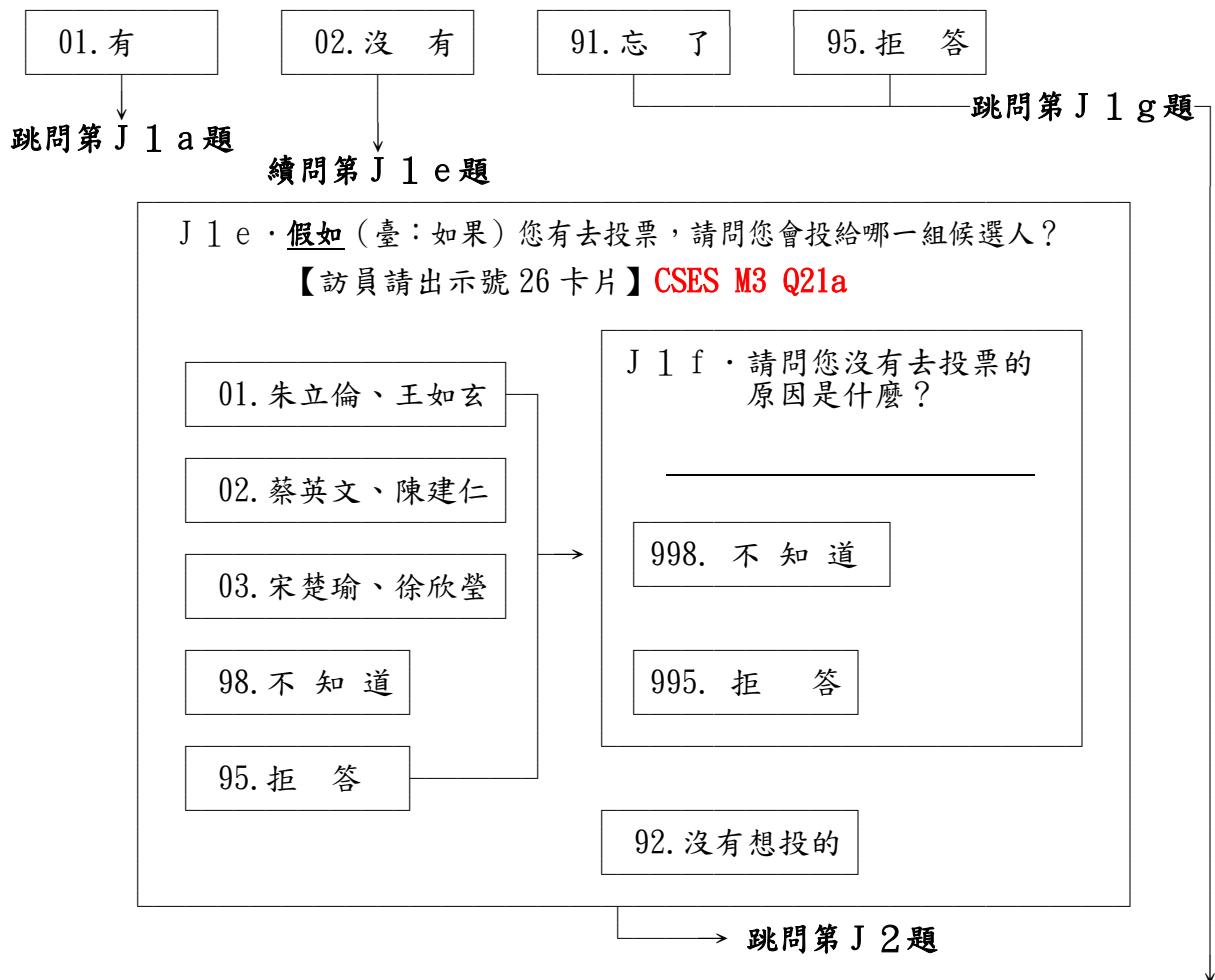 01.有
02.沒 有
91.忘 了
95.拒 答
跳問第J1g題
跳問第J1a題
續問第J1e題
J1e．假如（臺：如果）您有去投票，請問您會投給哪一組候選人？
【訪員請出示號 26 卡片】CSES M3 Q21a
J1f．請問您沒有去投票的
原因是什麼？
01.朱立倫、王如玄
02.蔡英文、陳建仁
998. 不 知 道
03.宋楚瑜、徐欣瑩
98.不 知 道
995. 拒 答
95.拒 答
92.沒有想投的
跳問第J2題